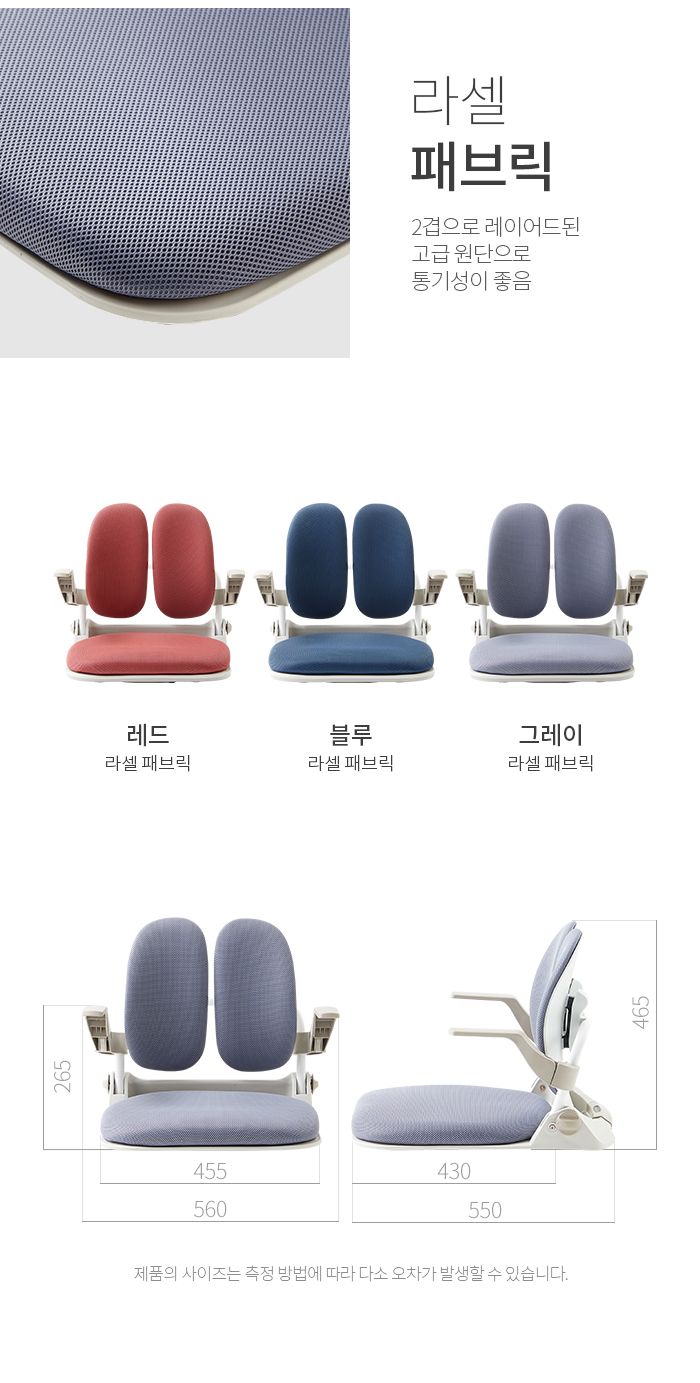 라셀
패브릭
2겹으로 레이어드된
고급 원단으로
통기성이 좋음
레드
라셀 패브릭
블루
라셀 패브릭
그레이
라셀 패브릭
265
455
560
465
430
550
제품의 사이즈는 측정 방법에 따라 다소 오차가 발생할 수 있습니다.